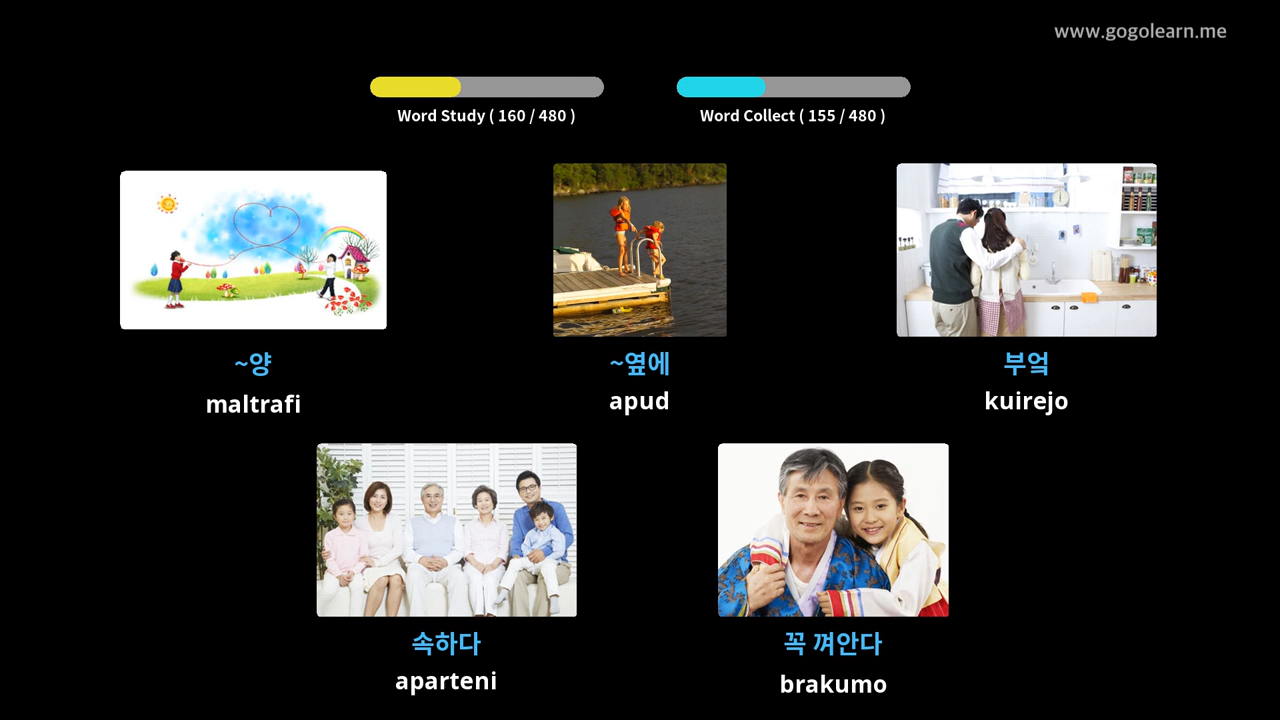 www.gogolearn.me
Word Study ( 160 / 480 )
Word Collect ( 155 / 480 )
~양
maltrafi
~옆에
apud
부엌
kuirejo
속하다
aparteni
꼭 껴안다
brakumo